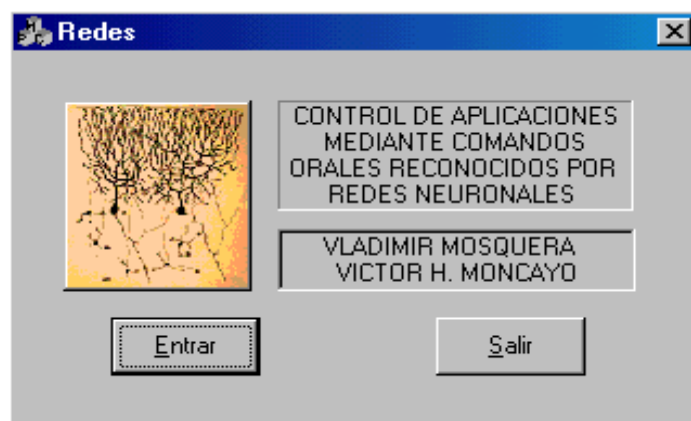 Redes
CONTROL DE APLICACIONES
MEDIANTE COMANDOS
ORALES RECONOCIDOS POR
REDES NEURONALES
VLADIMIR MOSQUERA
VICTOR H. MONCAYO
Entrar
Salir